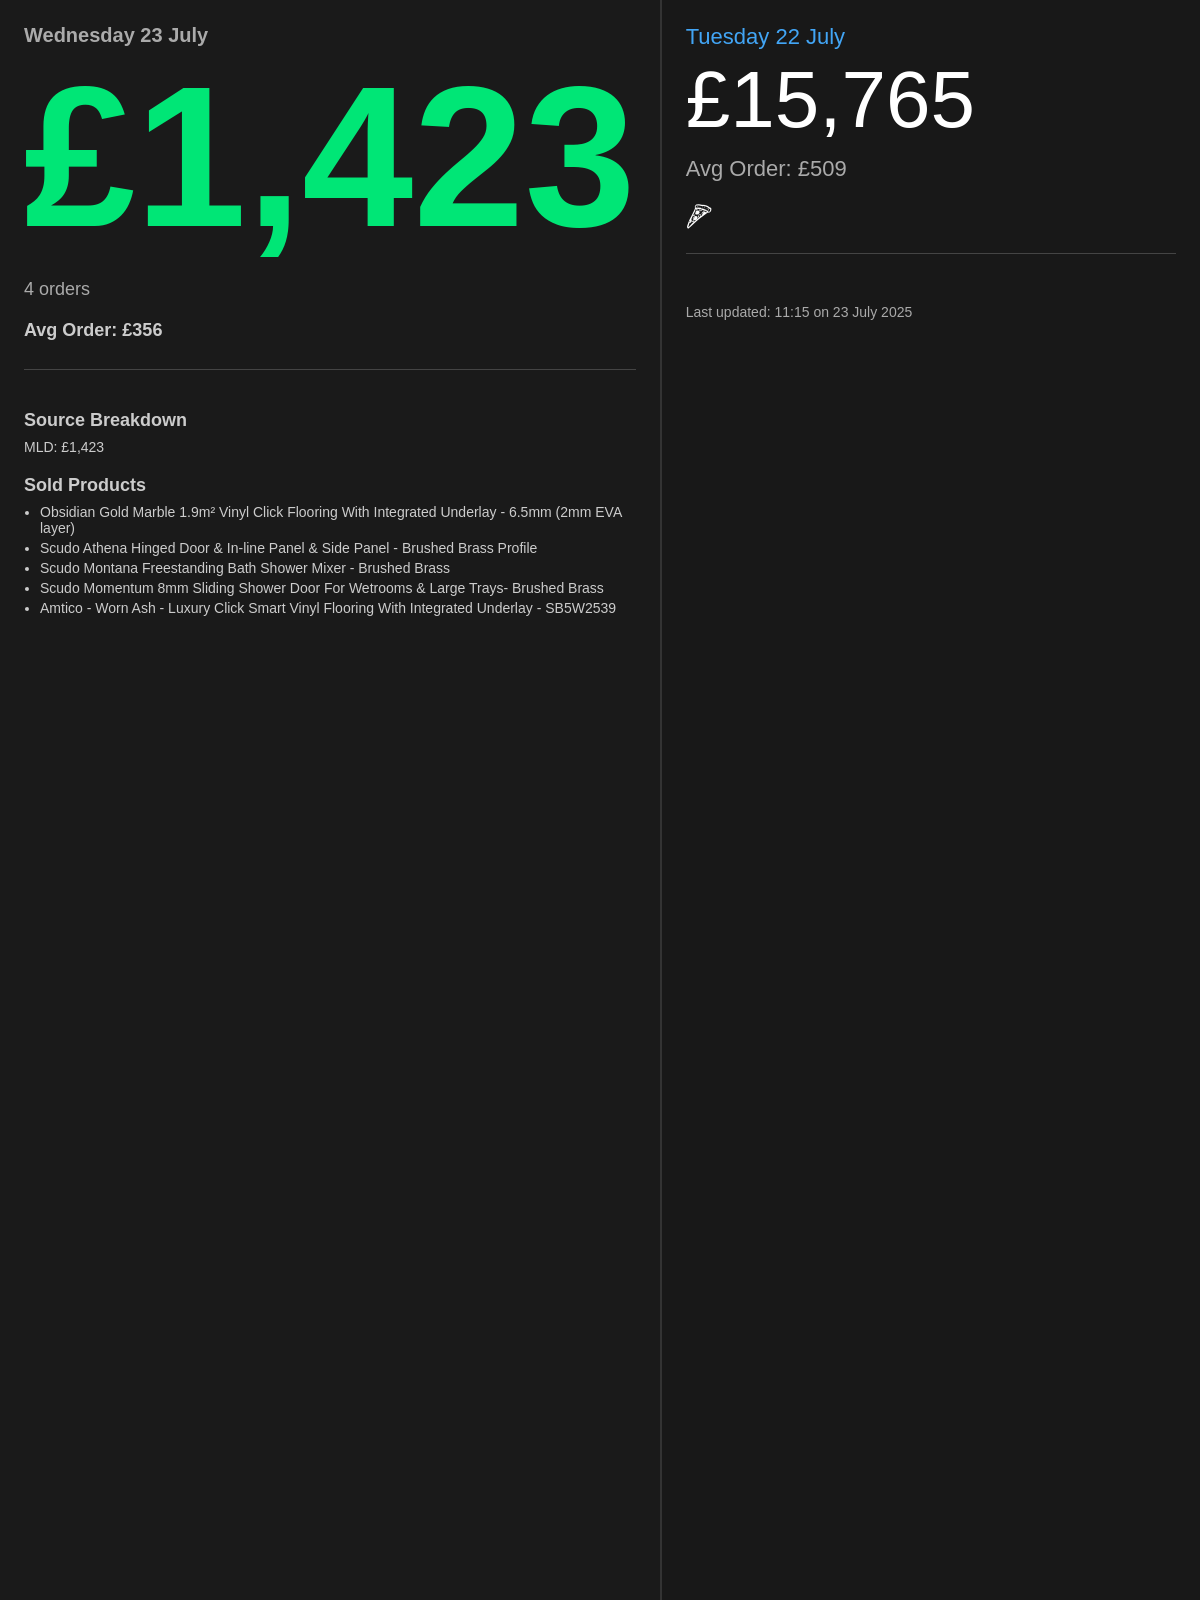 Wednesday 23 July
£1,423
4 orders
Avg Order: £356
Source Breakdown
MLD: £1,423
Sold Products
• Obsidian Gold Marble 1.9m² Vinyl Click Flooring With Integrated Underlay - 6.5mm (2mm EVA
layer)
• Scudo Athena Hinged Door & In-line Panel & Side Panel - Brushed Brass Profile
• Scudo Montana Freestanding Bath Shower Mixer - Brushed Brass
• Scudo Momentum 8mm Sliding Shower Door For Wetrooms & Large Trays- Brushed Brass
• Amtico - Worn Ash - Luxury Click Smart Vinyl Flooring With Integrated Underlay - SB5W2539
Tuesday 22 July
£15,765
Avg Order: £509
Last updated: 11:15 on 23 July 2025